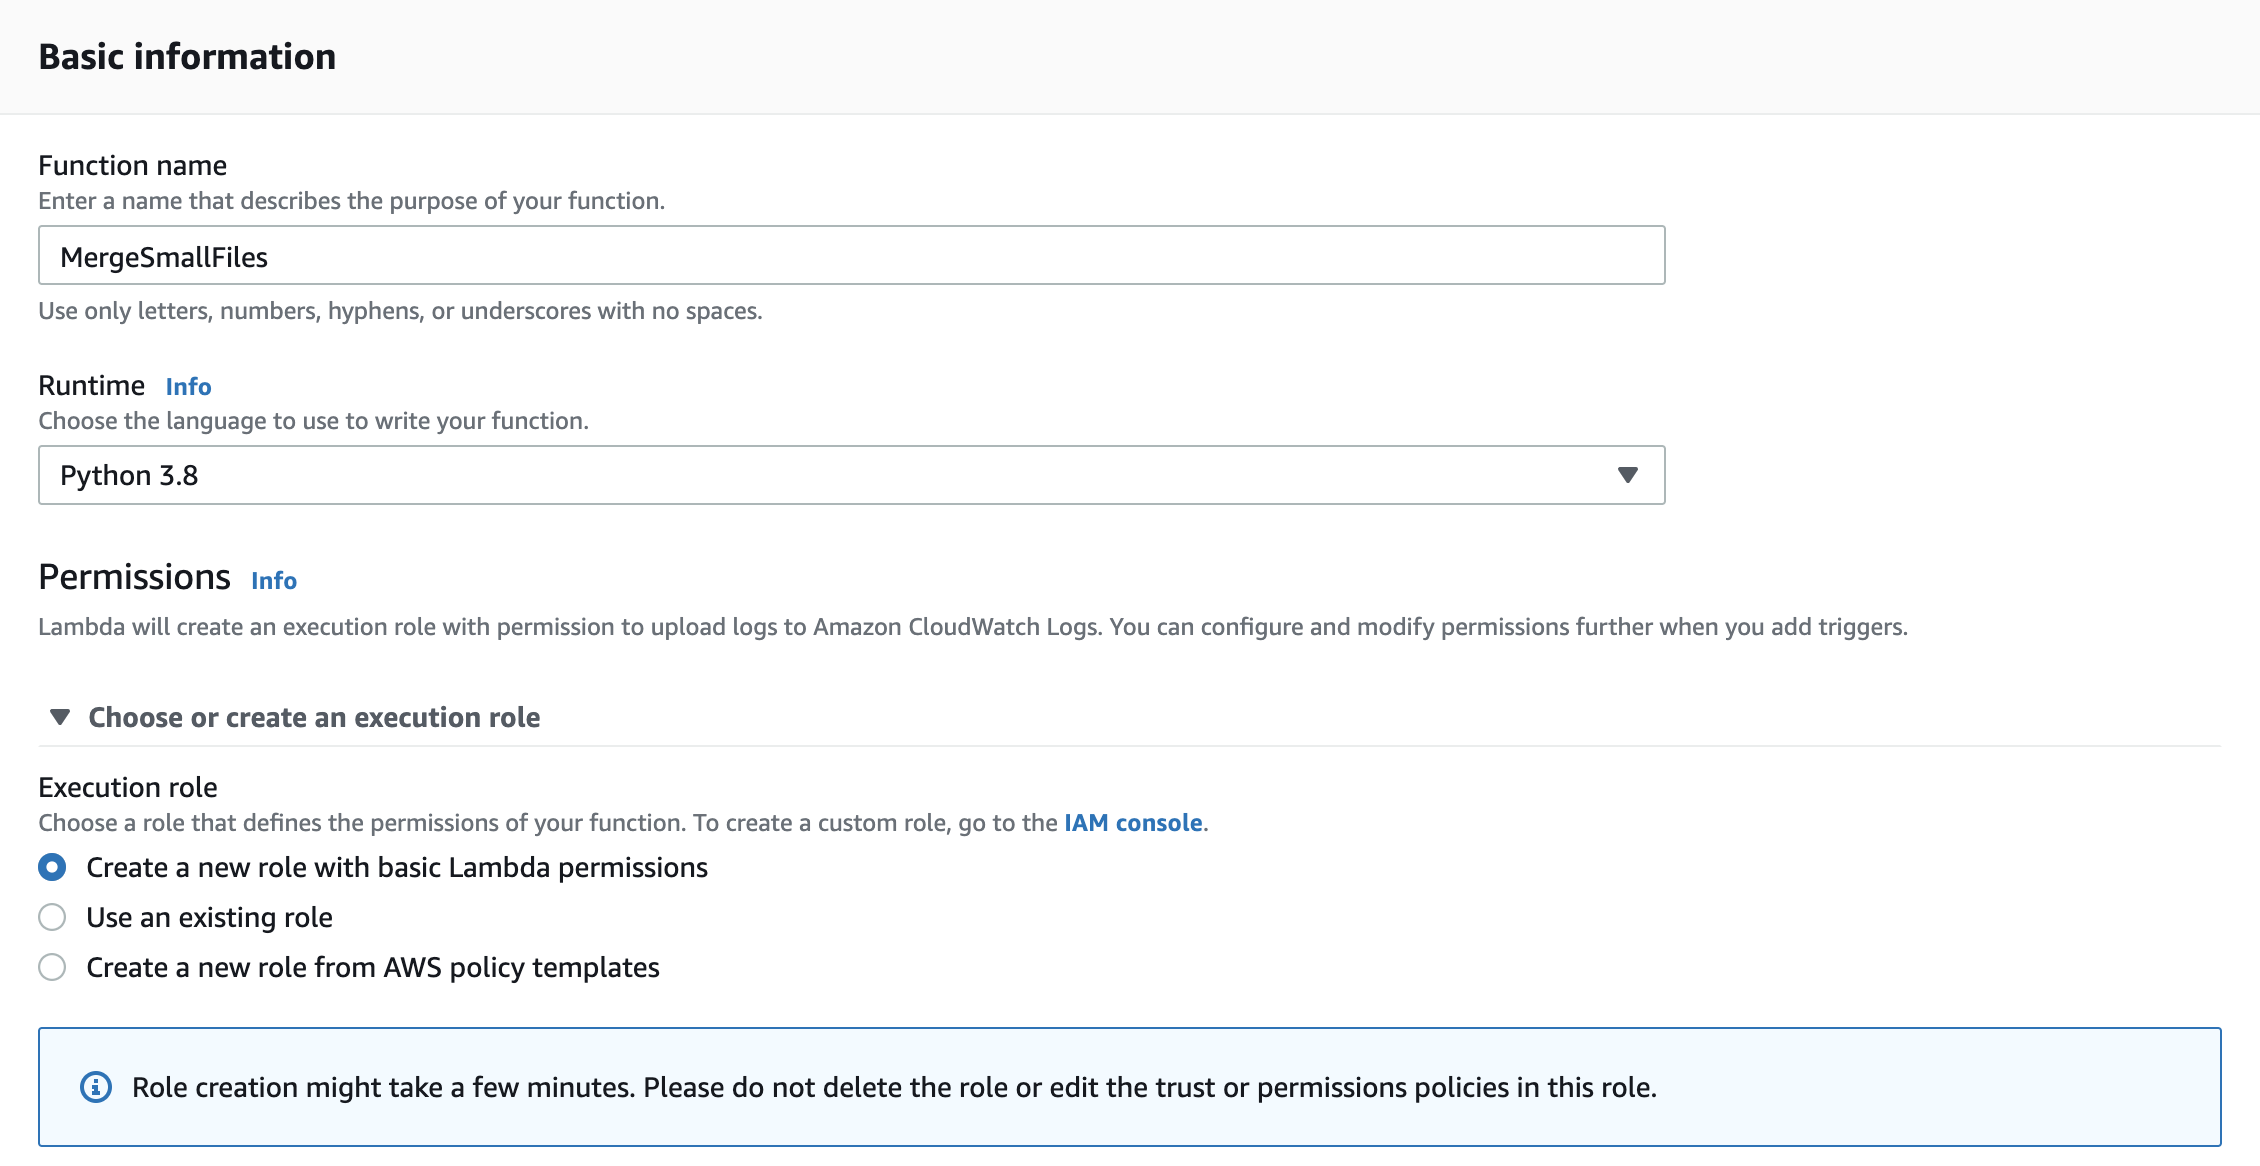 Basic information
Function name
Enter a name that describes the purpose of your function.
MergeSmallFiles
Use only letters, numbers, hyphens, or underscores with no spaces.
Runtime Info
Choose the language to use to write your function.
Python 3.8
Permissions Info
Lambda will create an execution role with permission to upload logs to Amazon CloudWatch Logs. You can configure and modify permissions further when you add triggers.
Choose or create an execution role
Execution role
Choose a role that defines the permissions of your function. To create a custom role, go to the IAM console.
Create a new role with basic Lambda permissions
Use an existing role
Create a new role from AWS policy templates
Role creation might take a few minutes. Please do not delete the role or edit the trust or permissions policies in this role.